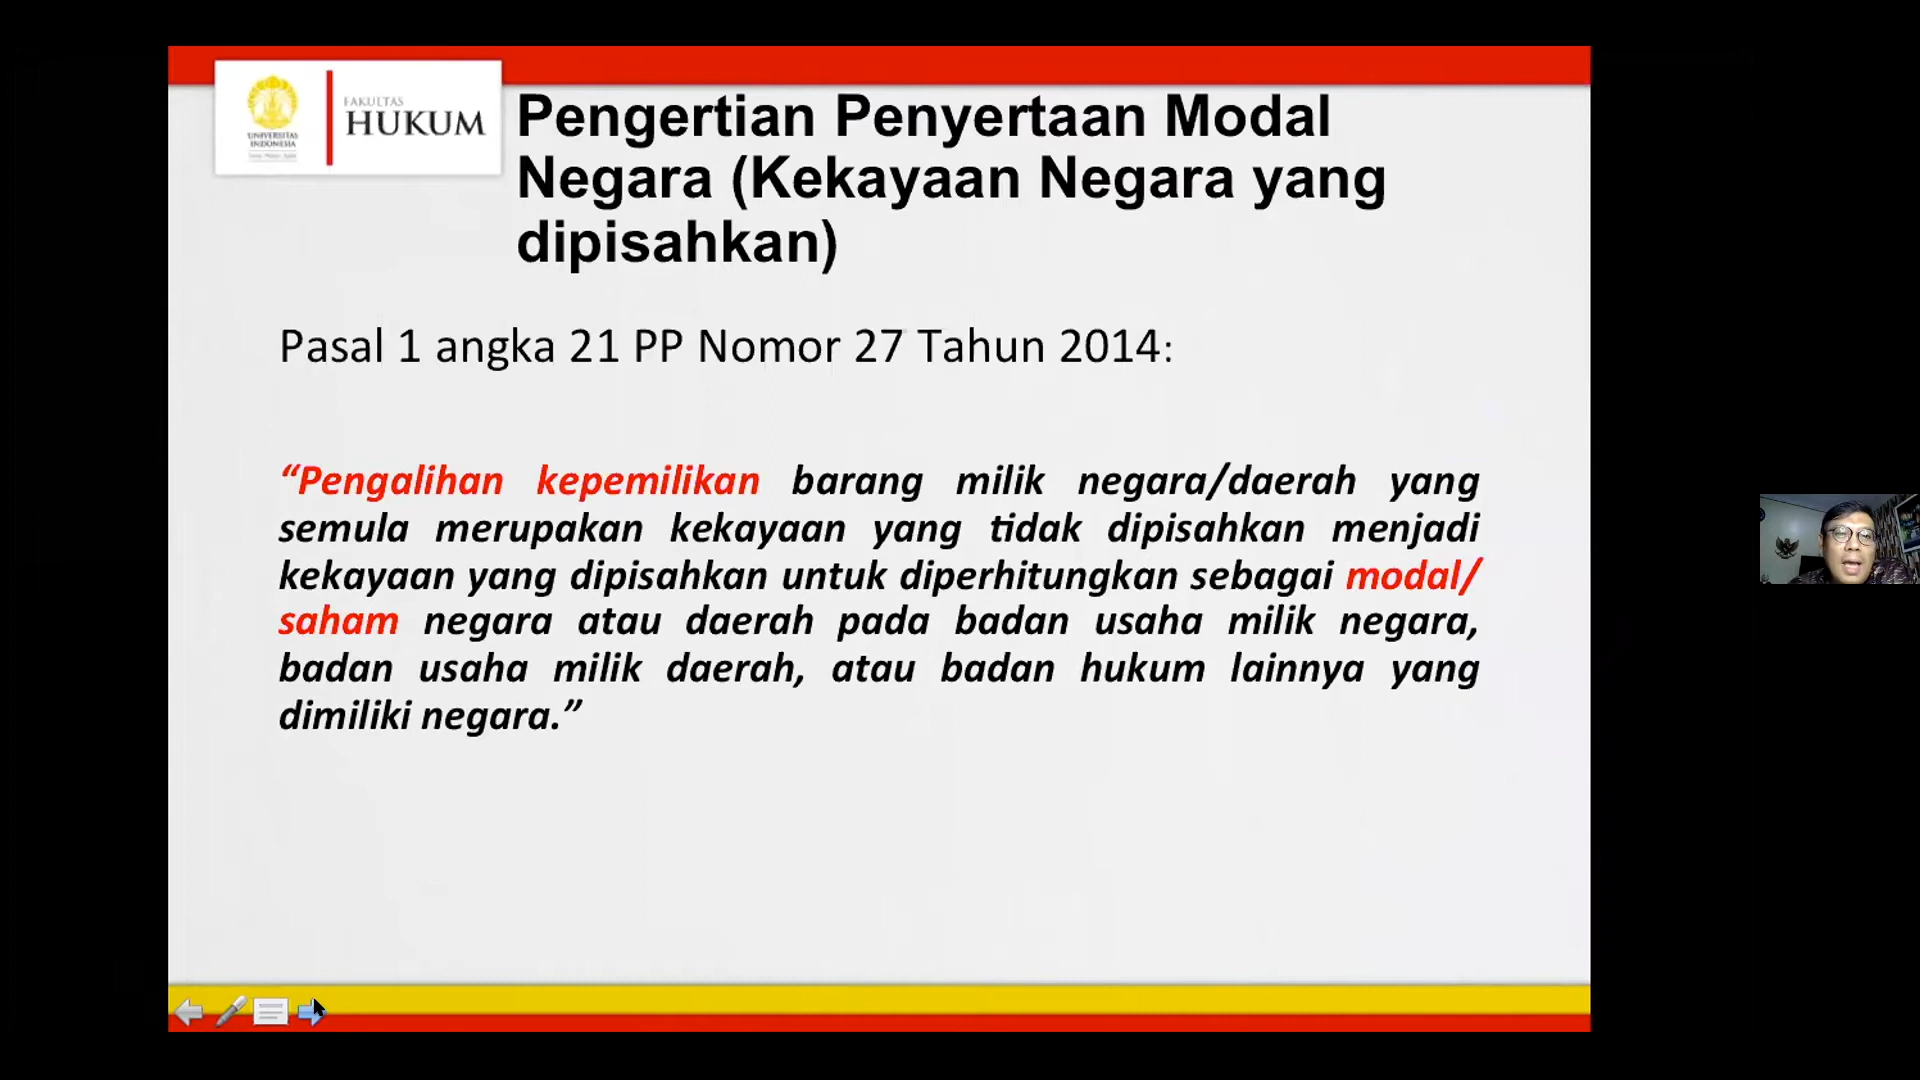 UNIVERSITAS
INDONESIA
FAKULTAS
HUKUM
Pengertian Penyertaan Modal
Negara (Kekayaan Negara yang
dipisahkan)
Pasal 1 angka 21 PP Nomor 27 Tahun 2014:
“Pengalihan kepemilikan barang milik negara/daerah yang
semula merupakan kekayaan yang tidak dipisahkan menjadi
kekayaan yang dipisahkan untuk diperhitungkan sebagai modal/
saham negara atau daerah pada badan usaha milik negara,
badan usaha milik daerah, atau badan hukum lainnya yang
dimiliki negara.”